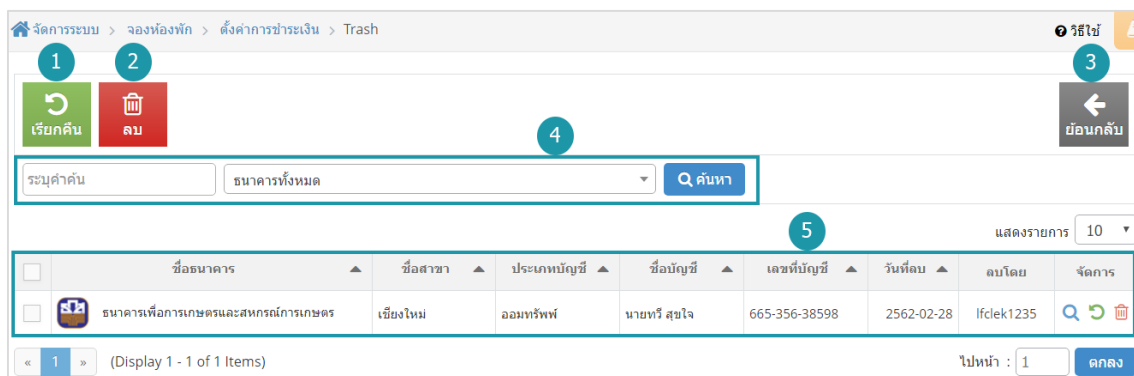 จัดการระบบ > จองห้องพัก > ตั้งค่าการชำระเงิน > Trash
วิธีใช้
1 2 3
เรียกคืน ลบ ย้อนกลับ
4
ระบุคำค้น ธนาคารทั้งหมด ค้นหา
5
แสดงรายการ 10
ชื่อธนาคาร ชื่อสาขา ประเภทบัญชี ชื่อบัญชี เลขที่บัญชี วันที่ลบ ลบโดย จัดการ
ธนาคารเพื่อการเกษตรและสหกรณ์การเกษตร เชียงใหม่ ออมทรัพท์ นายทวี สุขใจ 665-356-38598 2562-02-28 lfclek1235
« 1 » (Display 1 - 1 of 1 Items) ไปหน้า : 1 ตกลง